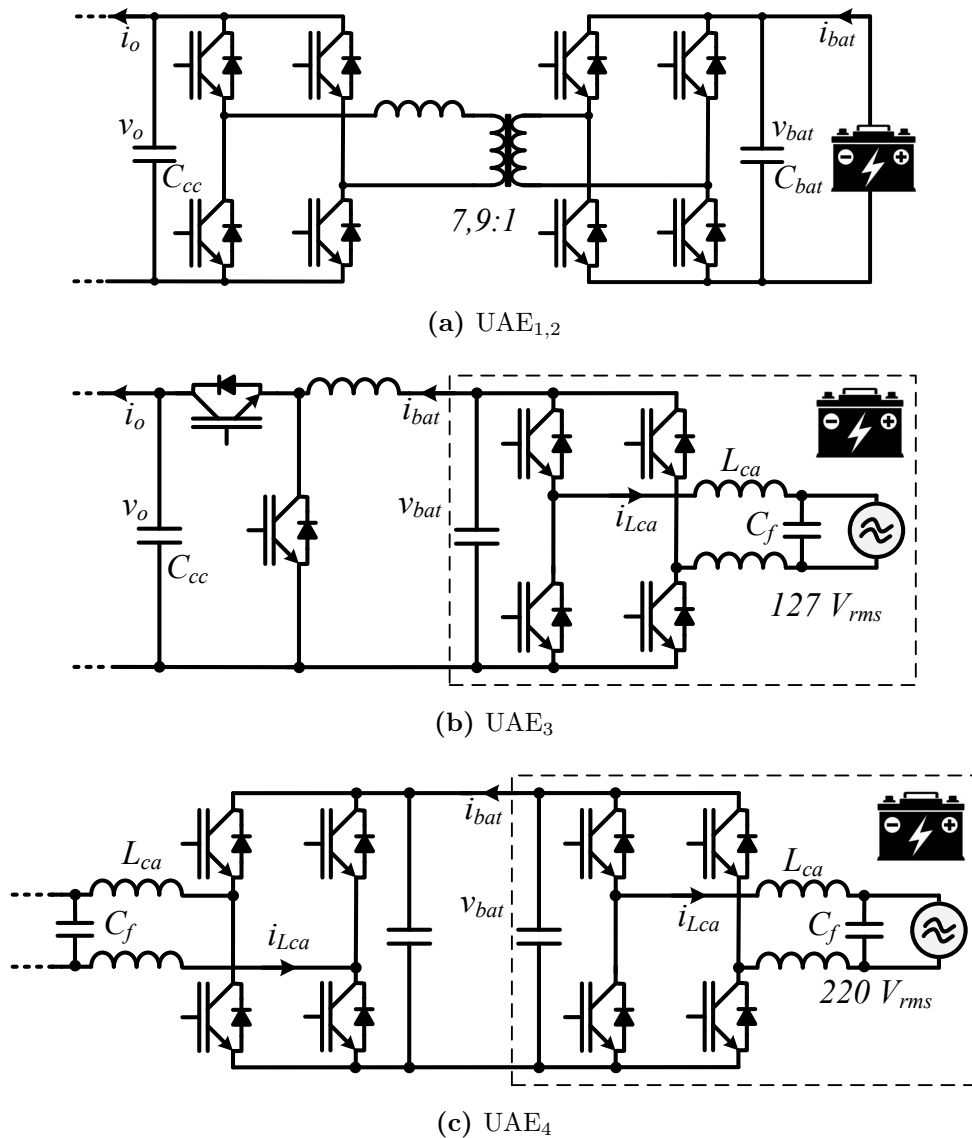 i_o i_bat
v_o v_bat
C_cc C_bat
7,9:1
(a) UAE_1,2
i_o i_bat
L_ca
v_o v_bat i_Lca C_f
C_cc
127 V_rms
(b) UAE_3
i_bat
L_ca L_ca
C_f v_bat
i_Lca i_Lca C_f
220 V_rms
(c) UAE_4